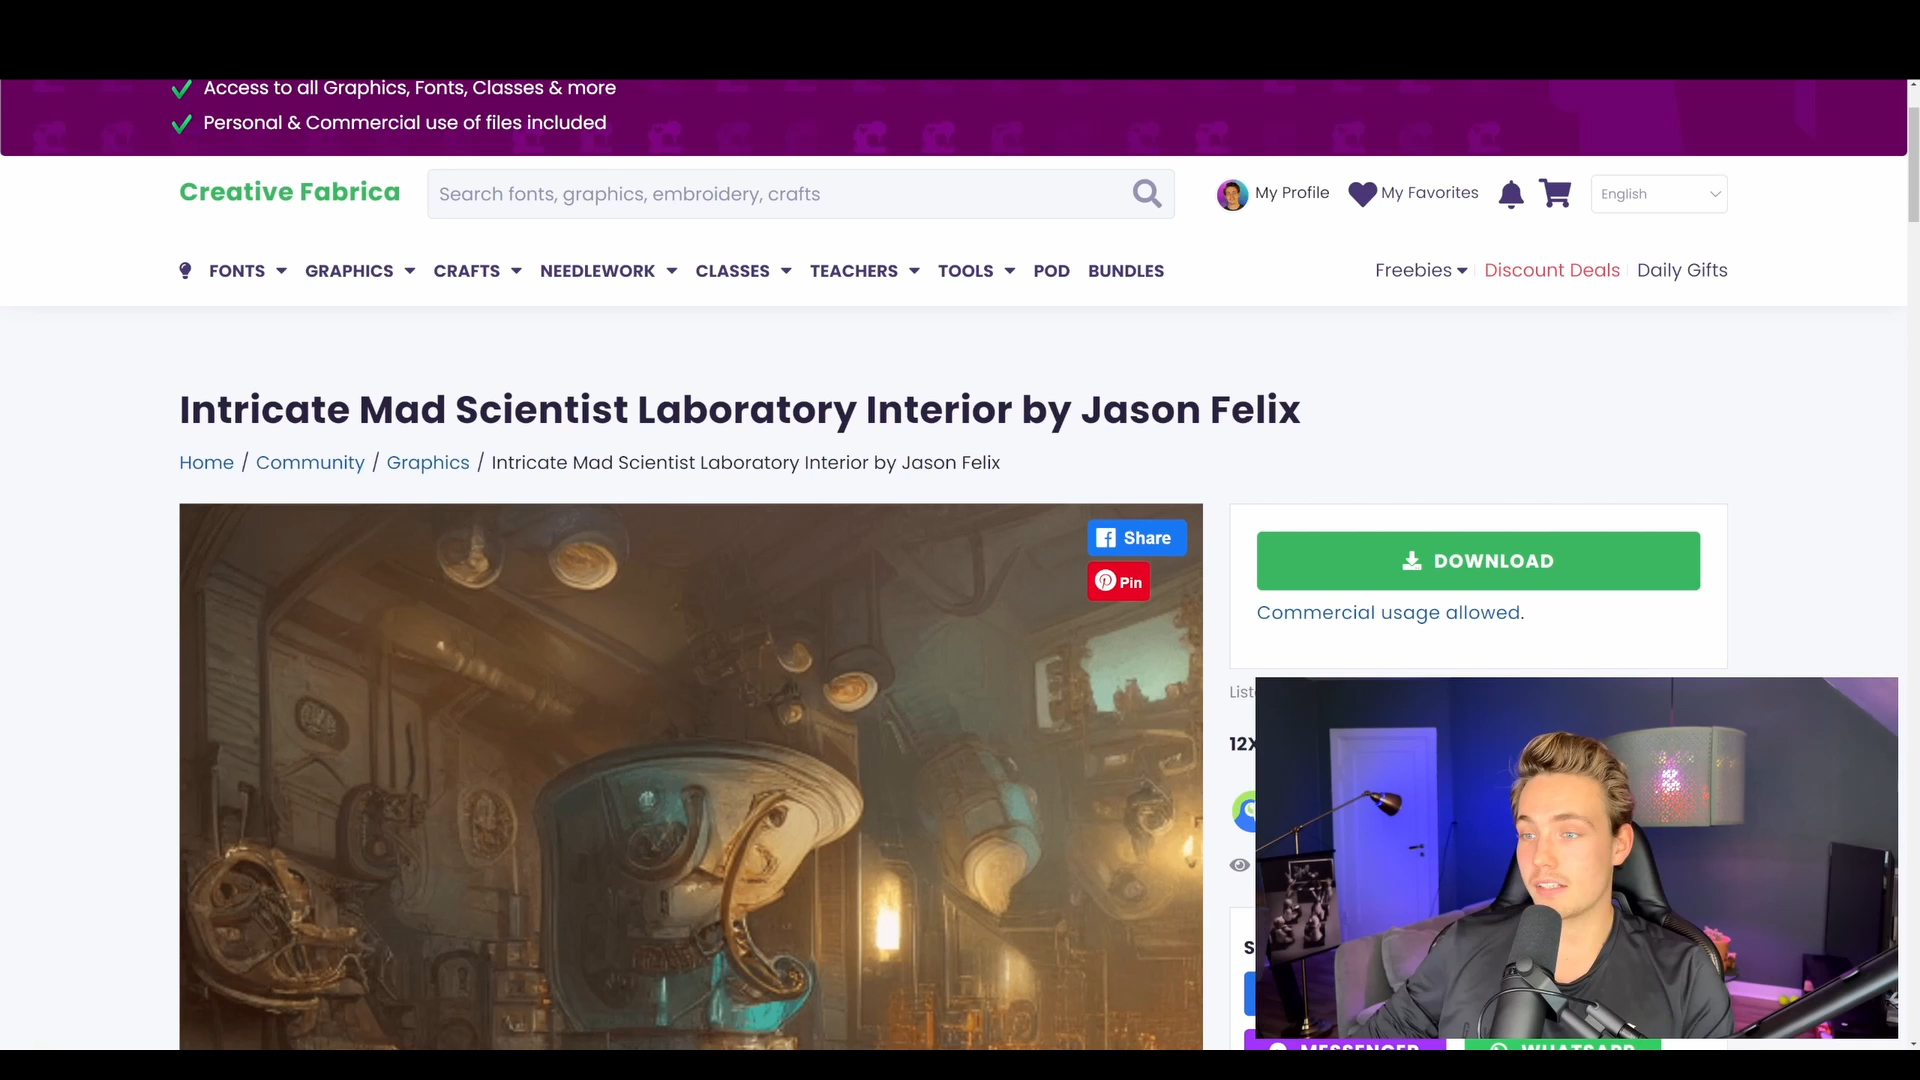 Access to all Graphics, Fonts, Classes & more
Personal & Commercial use of files included
Creative Fabrica
Search fonts, graphics, embroidery, crafts
My Profile
My Favorites
English
FONTS GRAPHICS CRAFTS NEEDLEWORK CLASSES TEACHERS TOOLS POD BUNDLES
Freebies Discount Deals Daily Gifts
Intricate Mad Scientist Laboratory Interior by Jason Felix
Home / Community / Graphics / Intricate Mad Scientist Laboratory Interior by Jason Felix
Share
Pin
DOWNLOAD
Commercial usage allowed.
MESSENGER WHATSAPP